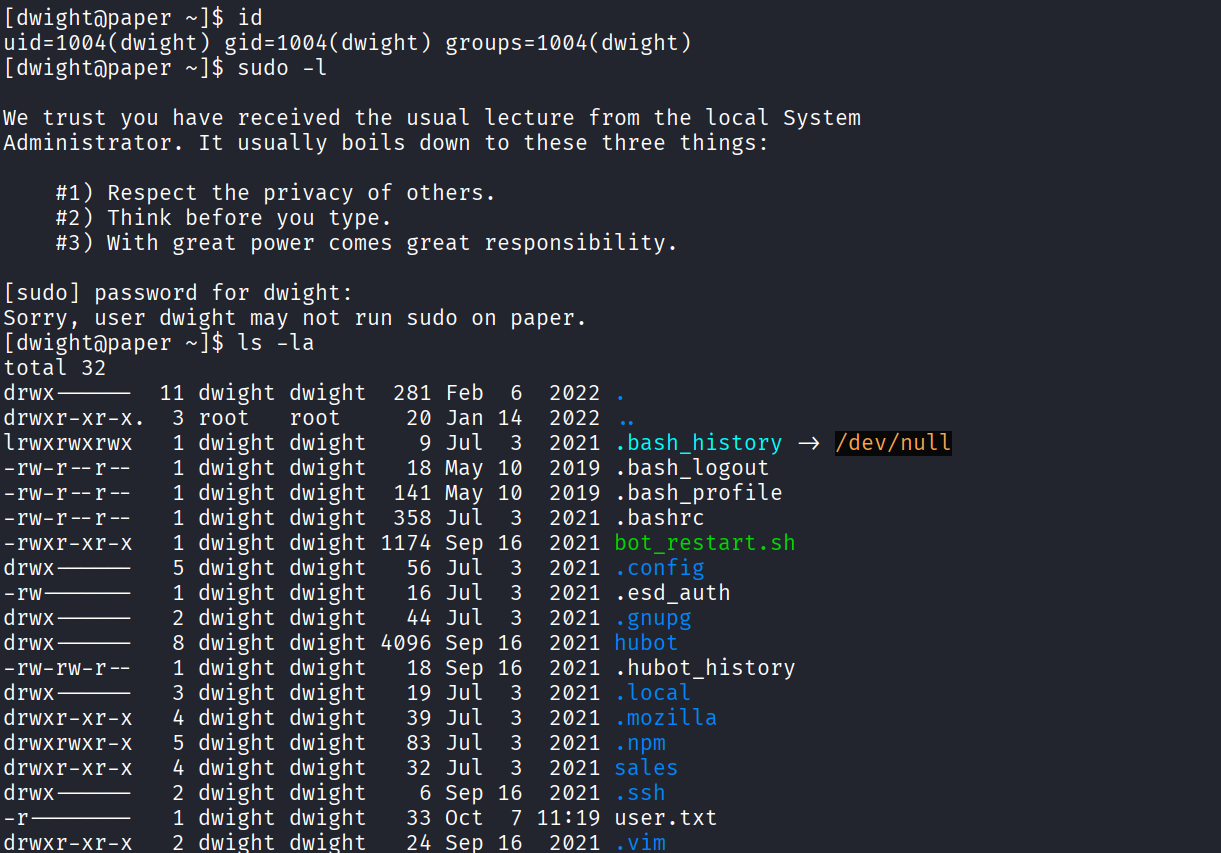 [dwight@paper ~]$ id
uid=1004(dwight) gid=1004(dwight) groups=1004(dwight)
[dwight@paper ~]$ sudo -l
We trust you have received the usual lecture from the local System
Administrator. It usually boils down to these three things:
#1) Respect the privacy of others.
#2) Think before you type.
#3) With great power comes great responsibility.
[sudo] password for dwight:
Sorry, user dwight may not run sudo on paper.
[dwight@paper ~]$ ls -la
total 32
drwx------ 11 dwight dwight 281 Feb 6 2022 .
drwxr-xr-x. 3 root root 20 Jan 14 2022 ..
lrwxrwxrwx 1 dwight dwight 9 Jul 3 2021 .bash_history -> /dev/null
-rw-r--r-- 1 dwight dwight 18 May 10 2019 .bash_logout
-rw-r--r-- 1 dwight dwight 141 May 10 2019 .bash_profile
-rw-r--r-- 1 dwight dwight 358 Jul 3 2021 .bashrc
-rwxr-xr-x 1 dwight dwight 1174 Sep 16 2021 bot_restart.sh
drwx------ 5 dwight dwight 56 Jul 3 2021 .config
-rw------- 1 dwight dwight 16 Jul 3 2021 .esd_auth
drwx------ 2 dwight dwight 44 Jul 3 2021 .gnupg
drwx------ 8 dwight dwight 4096 Sep 16 2021 hubot
-rw-rw-r-- 1 dwight dwight 18 Sep 16 2021 .hubot_history
drwx------ 3 dwight dwight 19 Jul 3 2021 .local
drwxr-xr-x 4 dwight dwight 39 Jul 3 2021 .mozilla
drwxrwxr-x 5 dwight dwight 83 Jul 3 2021 .npm
drwxr-xr-x 4 dwight dwight 32 Jul 3 2021 sales
drwx------ 2 dwight dwight 6 Sep 16 2021 .ssh
-r-------- 1 dwight dwight 33 Oct 7 11:19 user.txt
drwxr-xr-x 2 dwight dwight 24 Sep 16 2021 .vim